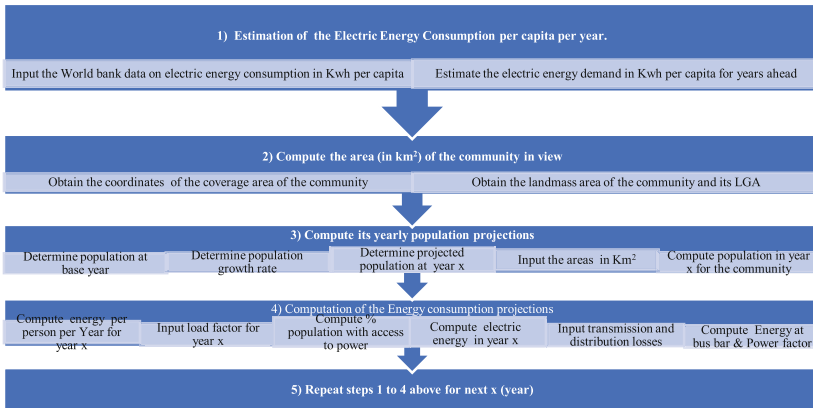 1) Estimation of the Electric Energy Consumption per capita per year.
Input the World bank data on electric energy consumption in Kwh per capita
Estimate the electric energy demand in Kwh per capita for years ahead
2) Compute the area (in km²) of the community in view
Obtain the coordinates of the coverage area of the community
Obtain the landmass area of the community and its LGA
3) Compute its yearly population projections
Determine population at
base year
Determine population
growth rate
Determine projected
population at year x
Input the areas in Km²
Compute population in year
x for the community
4) Computation of the Energy consumption projections
Compute energy per
person per Year for
year x
Input load factor for
year x
Compute %
population with access
to power
Compute electric
energy in year x
Input transmission and
distribution losses
Compute Energy at
bus bar & Power factor
5) Repeat steps 1 to 4 above for next x (year)